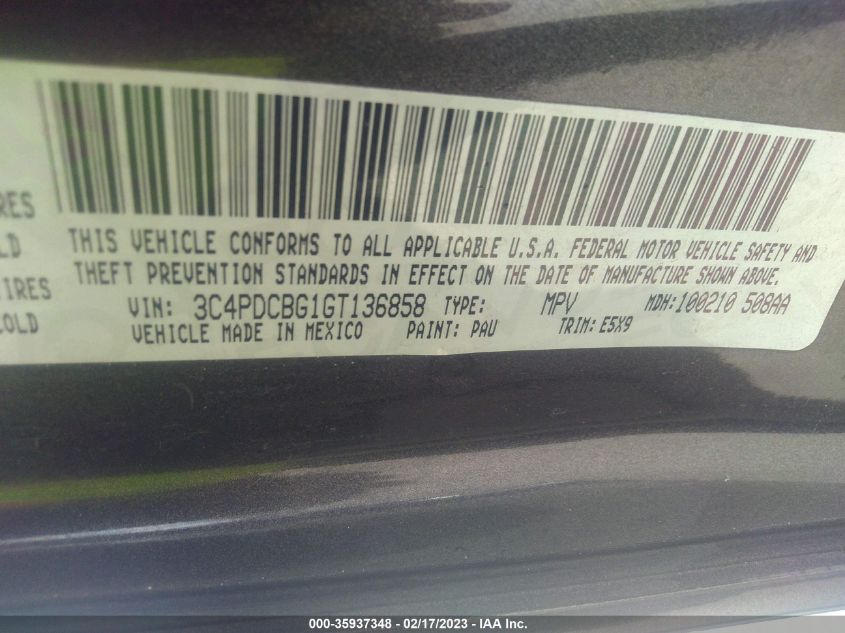 THIS VEHICLE CONFORMS TO ALL APPLICABLE U.S.A. FEDERAL MOTOR VEHICLE SAFETY AND
RES
THEFT PREVENTION STANDARDS IN EFFECT ON THE DATE OF MANUFACTURE SHOWN ABOVE.
LD
VIN: 3C4PDCBG1GT136858 TYPE: MPV MDH:100210 508AA
IRES
VEHICLE MADE IN MEXICO PAINT: PAU TRIM: E5X9
COLD
000-35937348 - 02/17/2023 - IAA Inc.